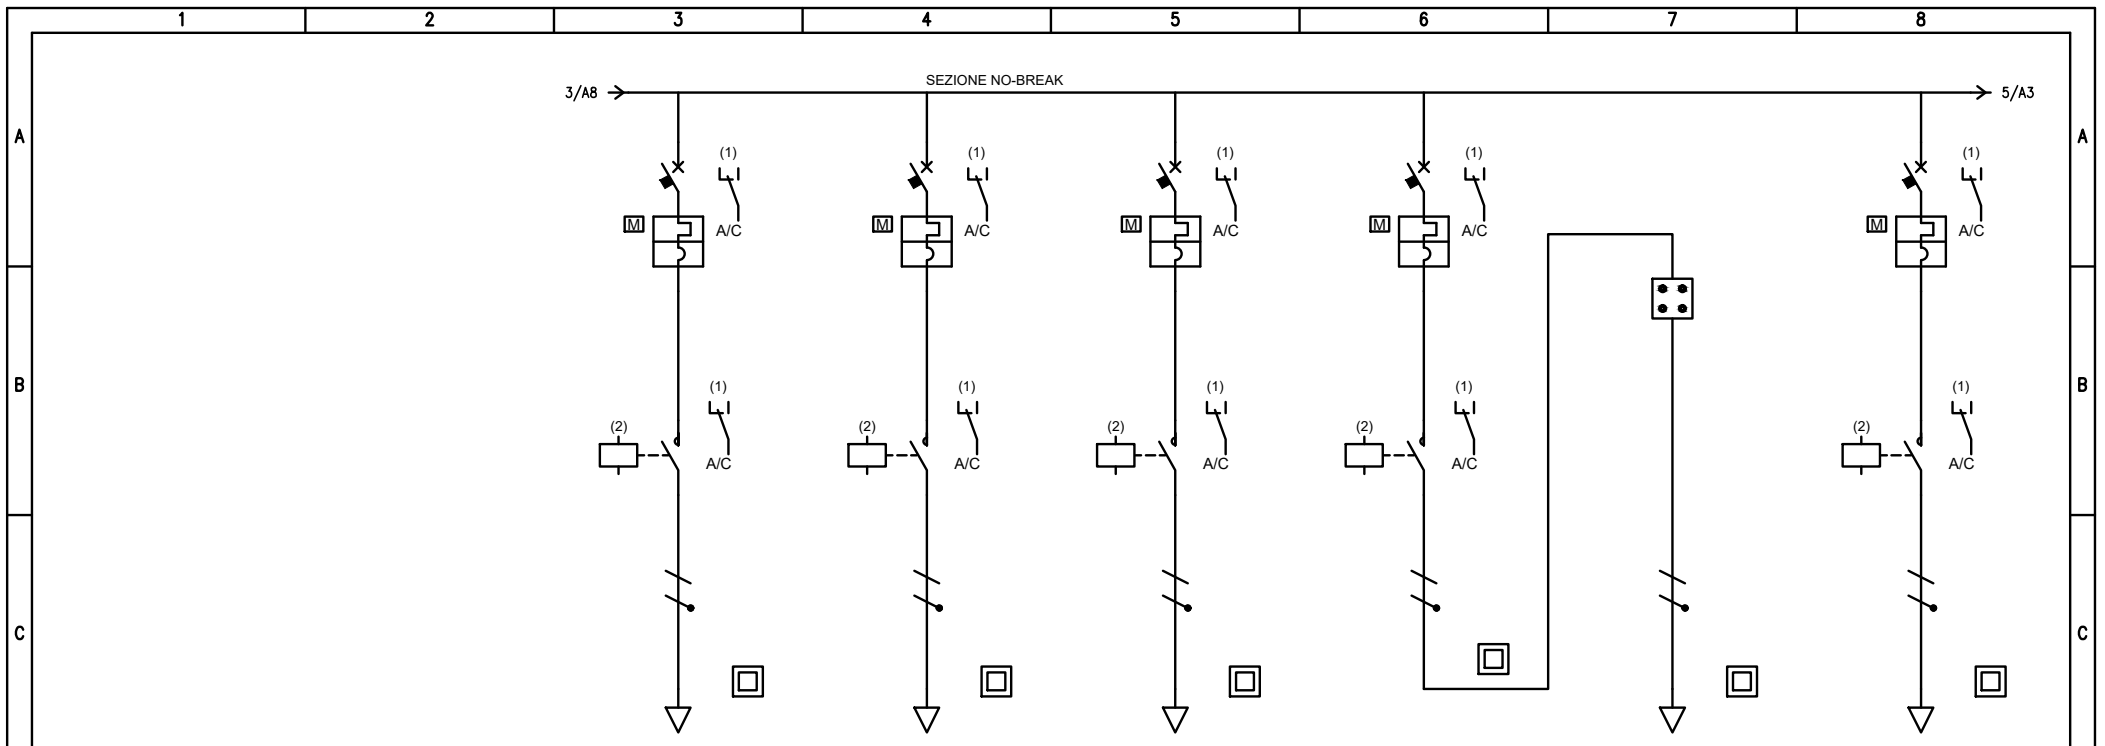 1 2 3 4 5 6 7 8
SEZIONE NO-BREAK
3/A8 5/A3
A A
(1) (1) (1) (1) (1)
M A/C M A/C M A/C M A/C M A/C
B B
(1) (1) (1) (1) (1)
(2) (2) (2) (2) (2)
A/C A/C A/C A/C A/C
C C